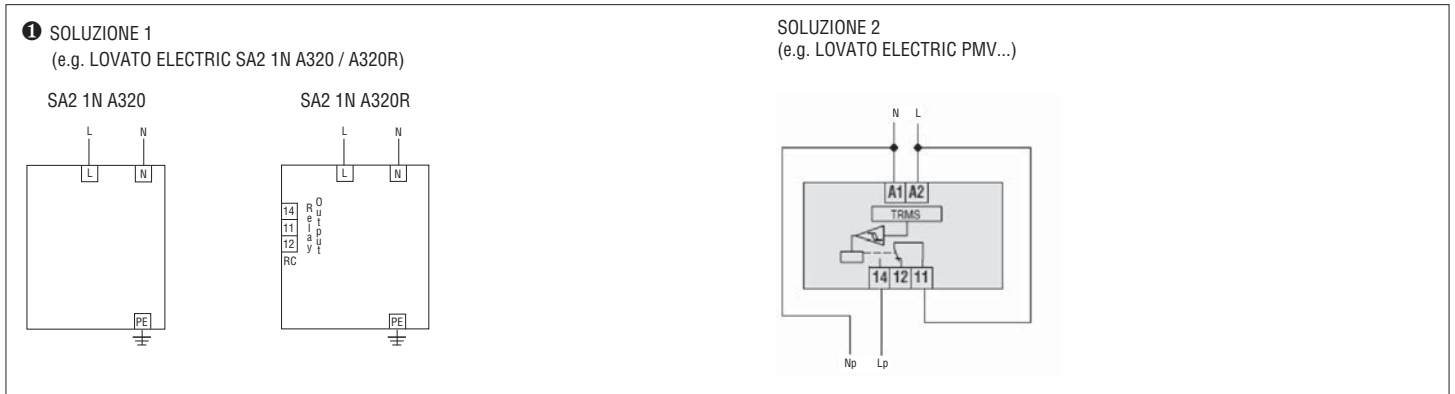 ❶ SOLUZIONE 1
(e.g. LOVATO ELECTRIC SA2 1N A320 / A320R)
SA2 1N A320
L N
L N
PE
SA2 1N A320R
L N
L N
14
11
12
RC
Relay
Output
PE
SOLUZIONE 2
(e.g. LOVATO ELECTRIC PMV...)
N L
A1 A2
TRMS
14 12 11
Np Lp